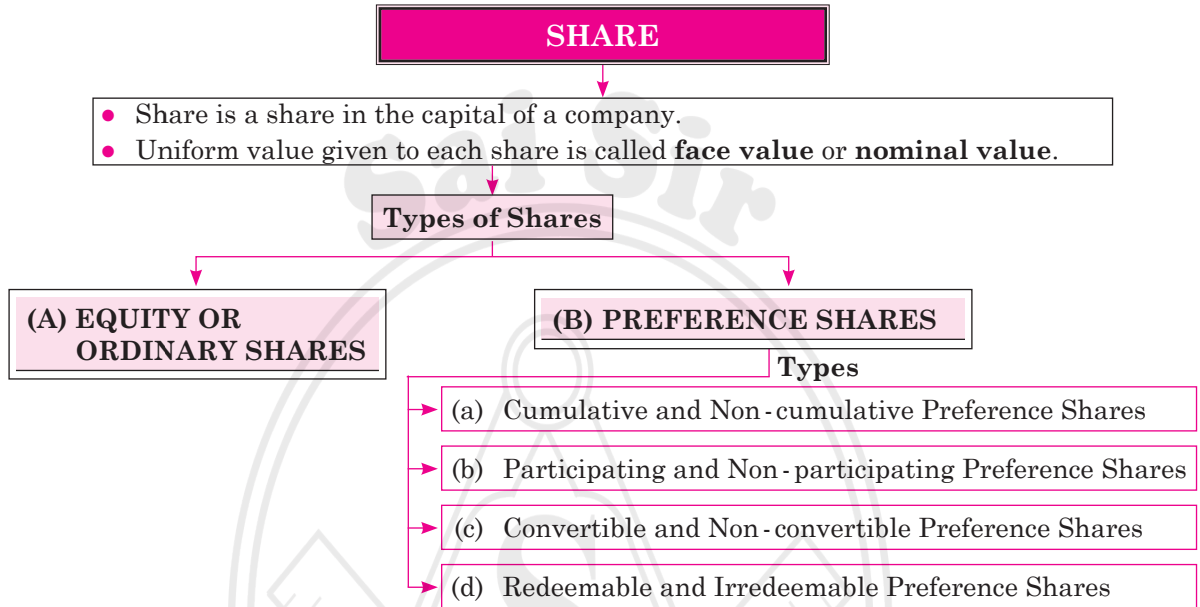 SHARE
● Share is a share in the capital of a company.
● Uniform value given to each share is called face value or nominal value.
Sai Sir
Types of Shares
(A) EQUITY OR
ORDINARY SHARES
(B) PREFERENCE SHARES
Types
(a) Cumulative and Non-cumulative Preference Shares
(b) Participating and Non-participating Preference Shares
(c) Convertible and Non-convertible Preference Shares
(d) Redeemable and Irredeemable Preference Shares